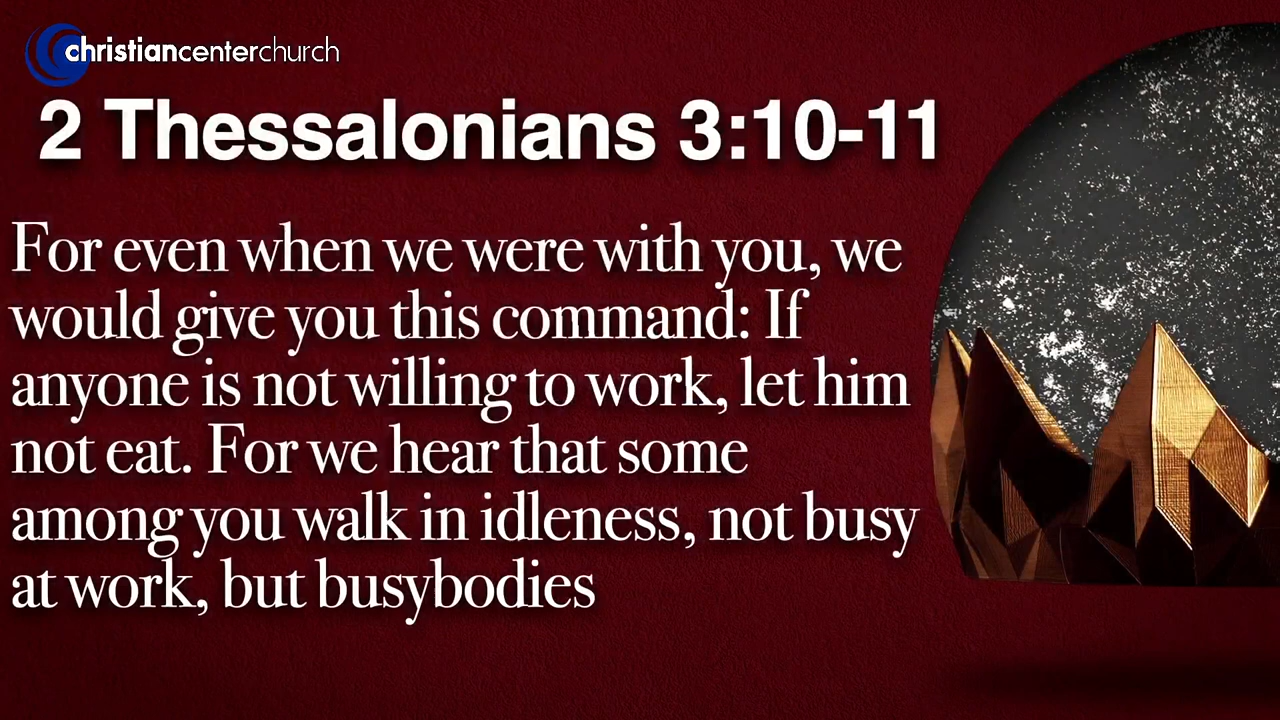 christiancenterchurch
2 Thessalonians 3:10-11
For even when we were with you, we
would give you this command: If
anyone is not willing to work, let him
not eat. For we hear that some
among you walk in idleness, not busy
at work, but busybodies